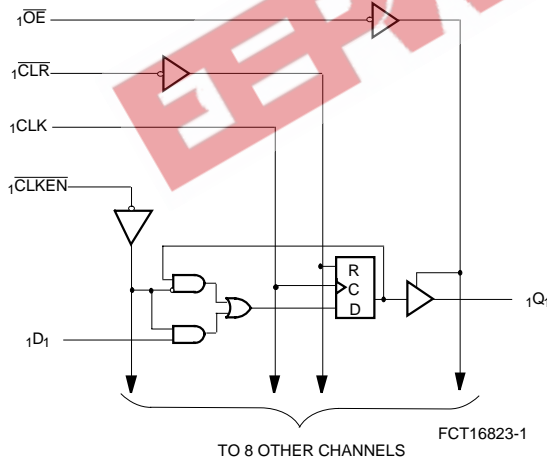 1OE
1CLR
1CLK
1CLKEN
R
C
D
1Q1
1D1
FCT16823-1
TO 8 OTHER CHANNELS